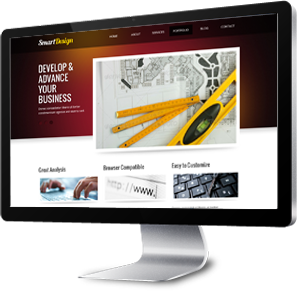 SmartDesign
HOME
ABOUT
SERVICES
PORTFOLIO
BLOG
CONTACT
DEVELOP &
ADVANCE
YOUR
BUSINESS
Great Analysis
Browser Compatible
Easy to Customize
http://www.